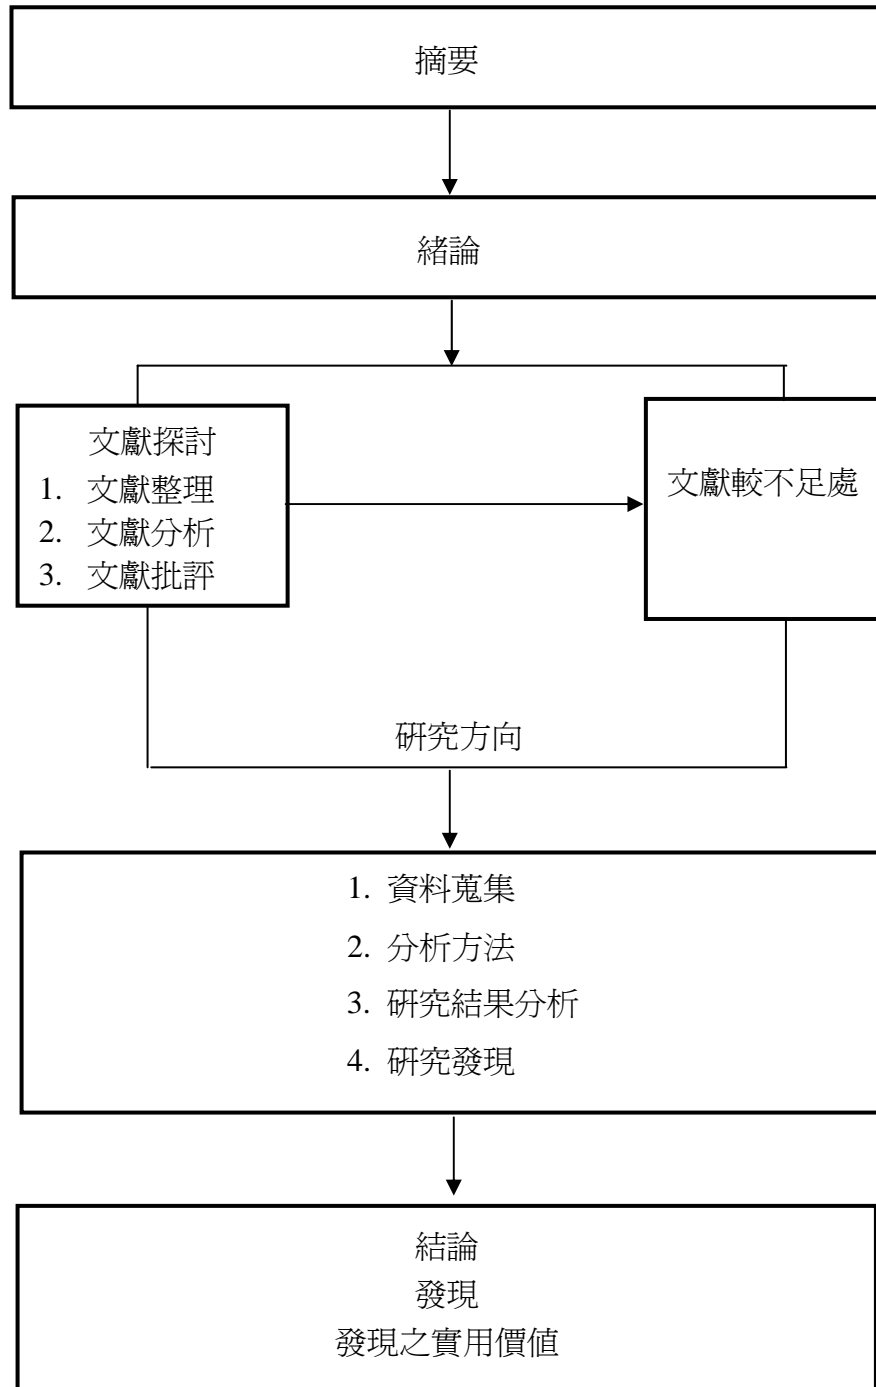 摘要
緒論
文獻探討
1. 文獻整理
2. 文獻分析
3. 文獻批評
文獻較不足處
研究方向
1. 資料蒐集
2. 分析方法
3. 研究結果分析
4. 研究發現
結論
發現
發現之實用價值